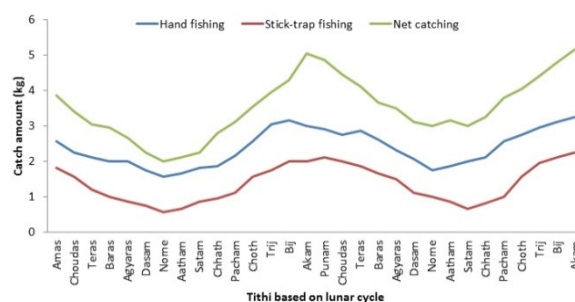 Hand fishing Stick-trap fishing Net catching
6
5
4
3
2
1
0
Catch amount (kg)
Amas
Choudas
Teras
Baras
Agyaras
Dasam
Nome
Aatham
Satam
Chhath
Pacham
Choth
Trij
Bij
Akam
Punam
Choudas
Teras
Baras
Agyaras
Dasam
Nome
Aatham
Satam
Chhath
Pacham
Choth
Trij
Bij
Akam
Tithi based on lunar cycle